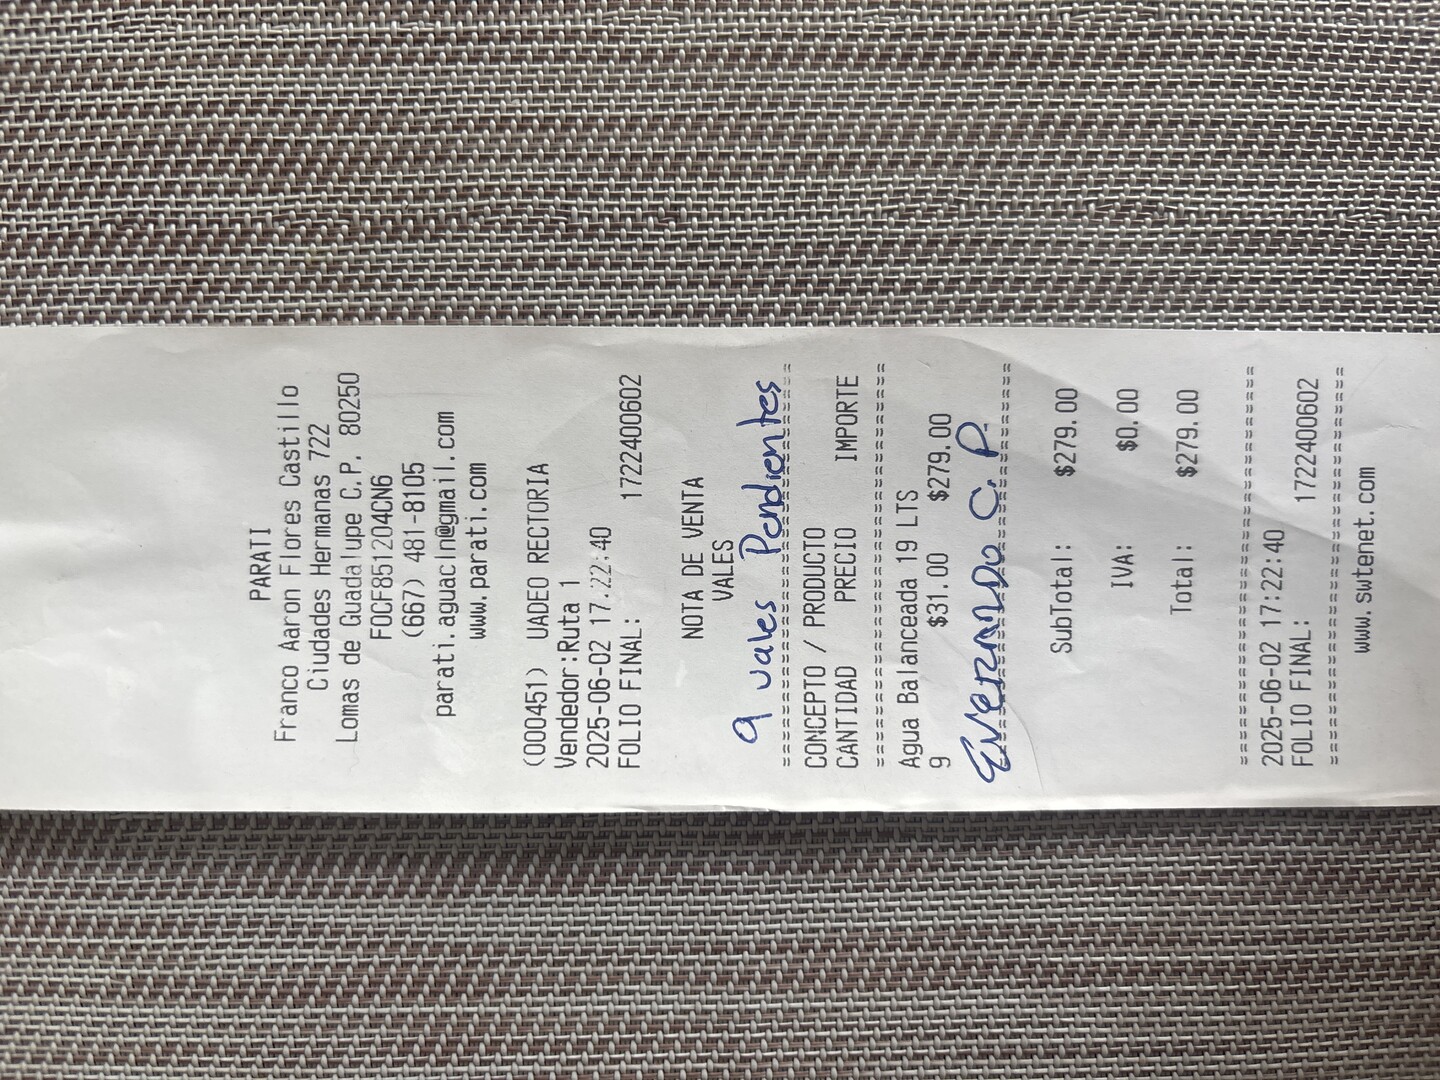 PARATI
Franco Aaron Flores Castillo
Ciudades Hermanas 722
Lomas de Guadalupe C.P. 80250
FOCF851204CN6
(667) 481-8105
parati.aguacln@gmail.com
www.parati.com
(000451) UADEO RECTORIA
Vendedor:Ruta 1
2025-06-02 17:22:40
FOLIO FINAL: 1722400602
NOTA DE VENTA
VALES
9 vales Pendientes
==============================
CONCEPTO / PRODUCTO
CANTIDAD PRECIO IMPORTE
==============================
Agua Balanceada 19 LTS
9 $31.00 $279.00
EVERARDO C. P.
==============================
SubTotal: $279.00
IVA: $0.00
Total: $279.00
==============================
2025-06-02 17:22:40
FOLIO FINAL: 1722400602
==============================
www.swtenet.com